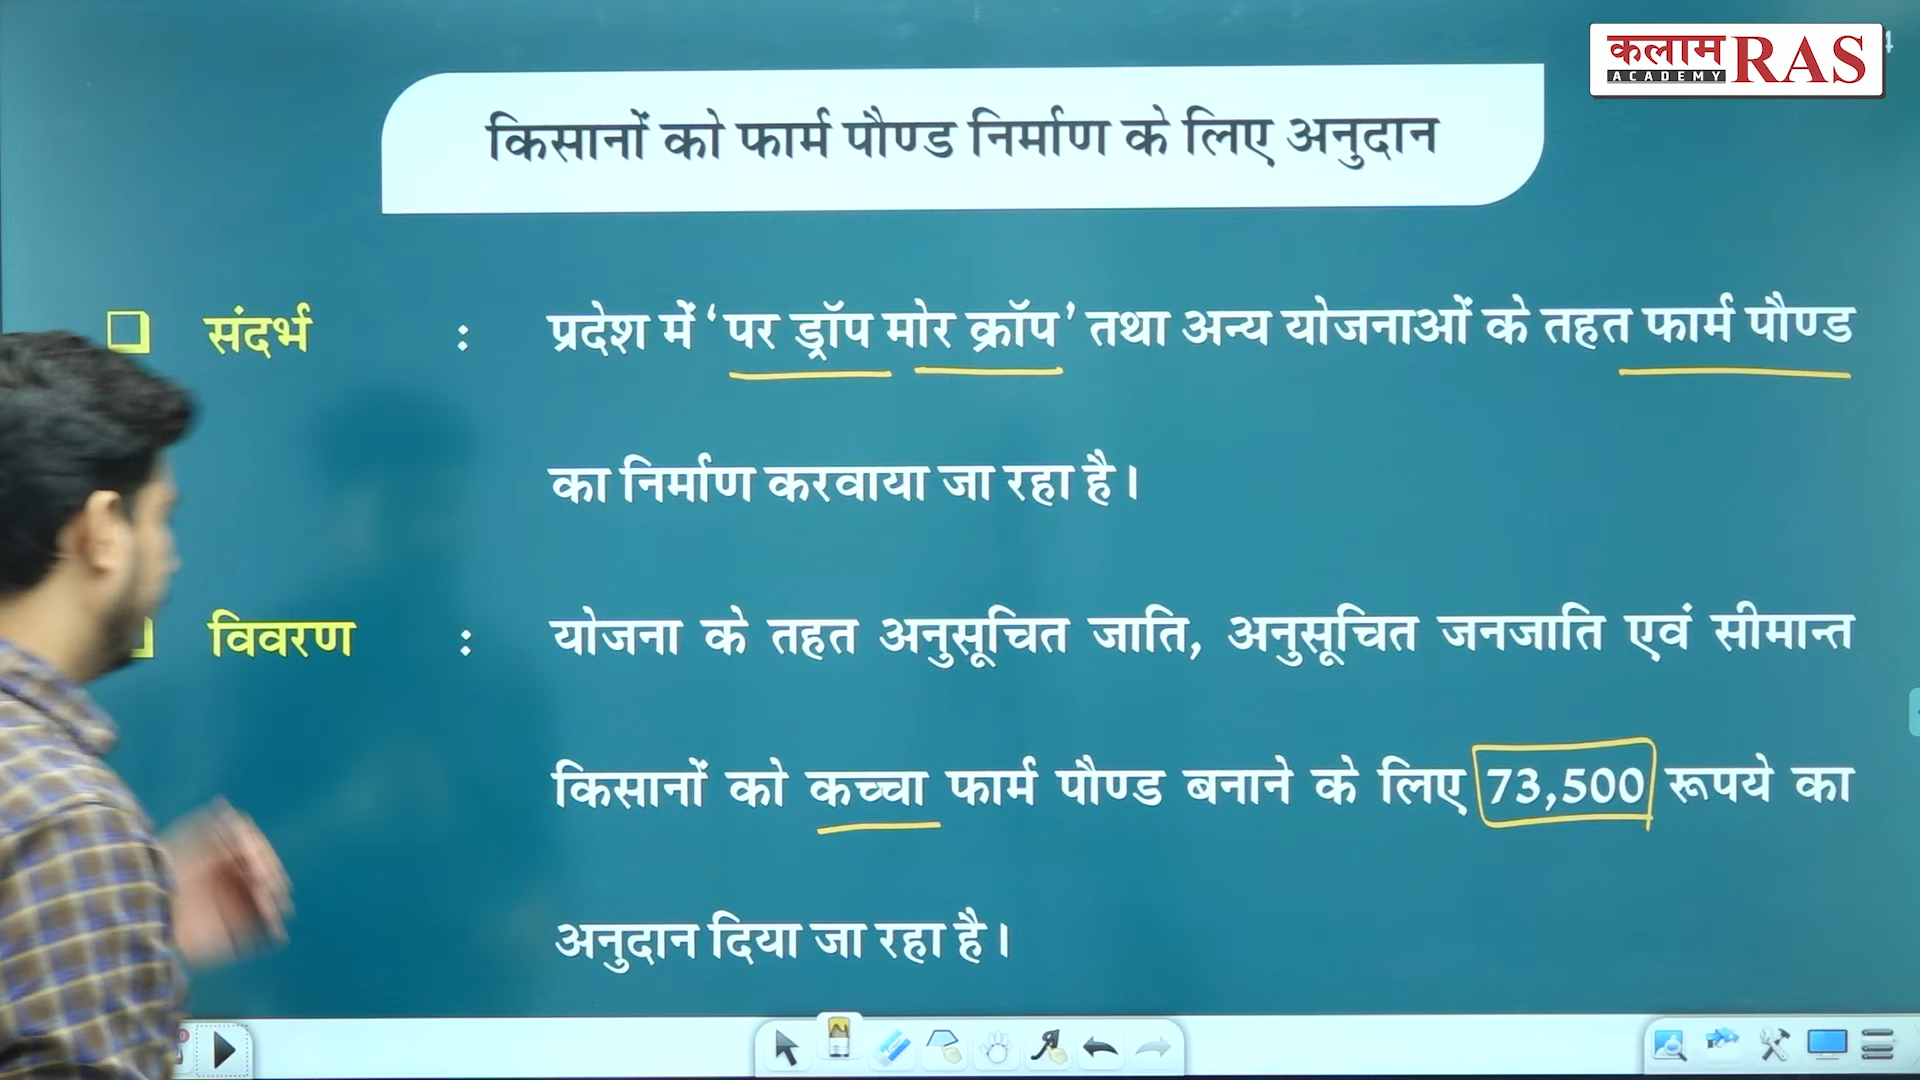 कलाम
ACADEMY
RAS
किसानों को फार्म पौण्ड निर्माण के लिए अनुदान
संदर्भ : प्रदेश में ‘पर ड्रॉप मोर क्रॉप’ तथा अन्य योजनाओं के तहत फार्म पौण्ड
का निर्माण करवाया जा रहा है।
विवरण : योजना के तहत अनुसूचित जाति, अनुसूचित जनजाति एवं सीमान्त
किसानों को कच्चा फार्म पौण्ड बनाने के लिए 73,500 रूपये का
अनुदान दिया जा रहा है।